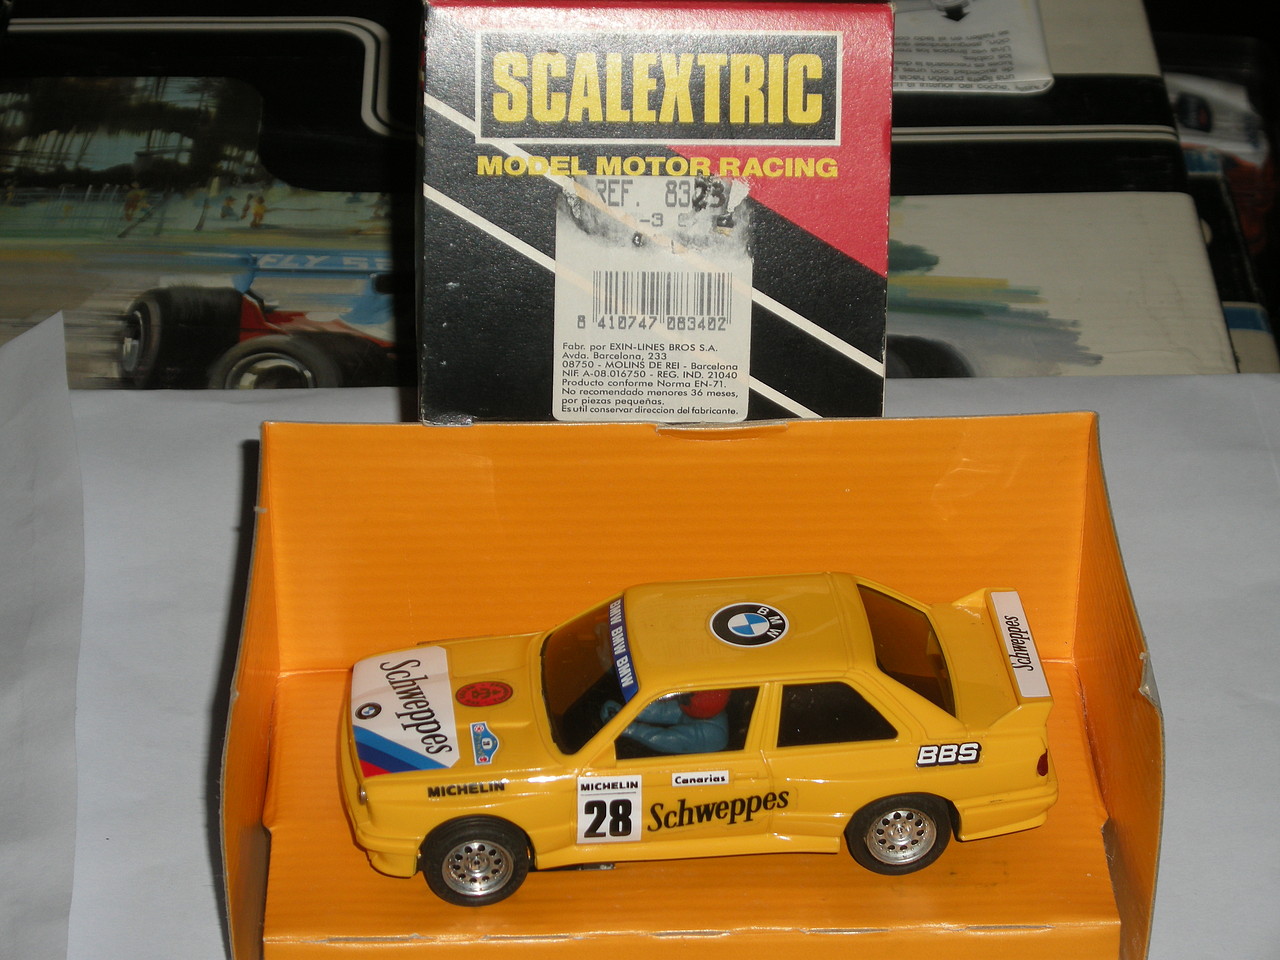 SCALEXTRIC
MODEL MOTOR RACING
REF. 8323
-3
8 410747 083402
Fabr. por EXIN-LINES BROS S.A.
Avda. Barcelona, 233
08750 - MOLINS DE REI - Barcelona
NIF. A-08.016750 - REG. IND. 21040
Producto conforme Norma EN-71.
No recomendado menores 36 meses,
por piezas pequeñas.
Es util conservar direccion del fabricante.
FLY
BMW BMW BMW
BMW
Schweppes
Schweppes
BBS
MICHELIN
MICHELIN
28
Canarias
Schweppes